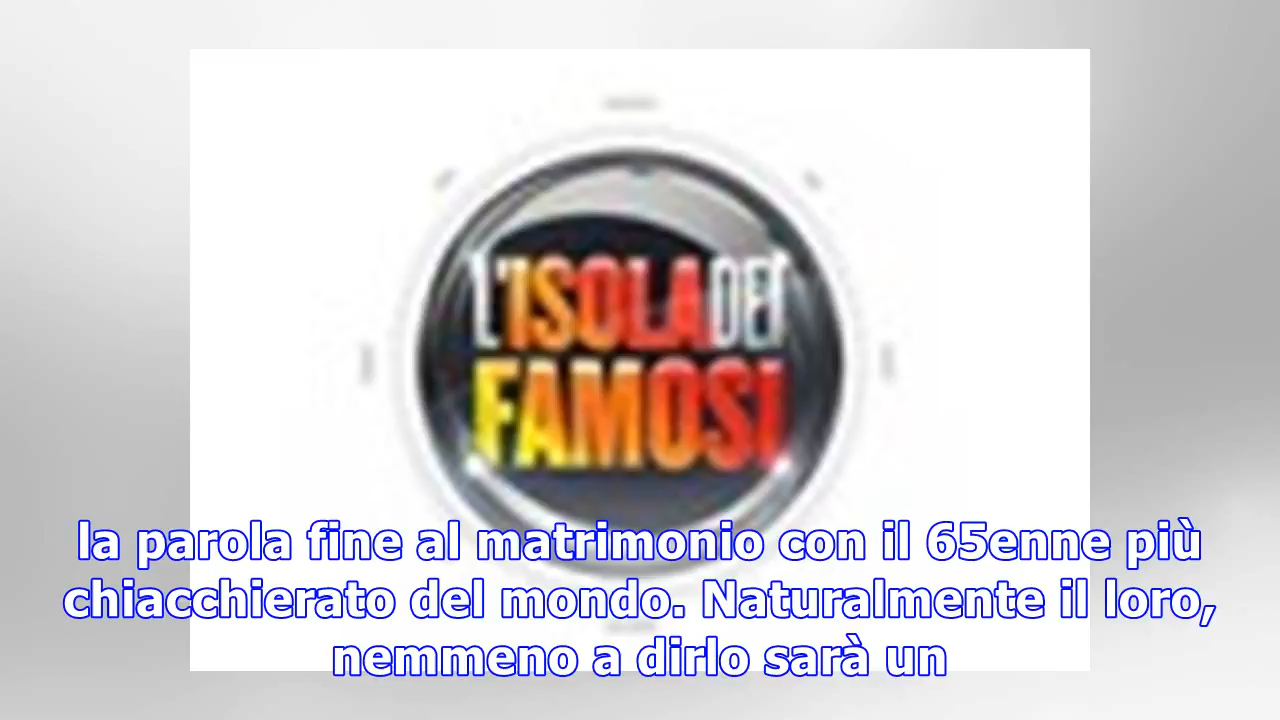 L'ISOLA DEI
FAMOSI
la parola fine al matrimonio con il 65enne più
chiacchierato del mondo. Naturalmente il loro,
nemmeno a dirlo sarà un